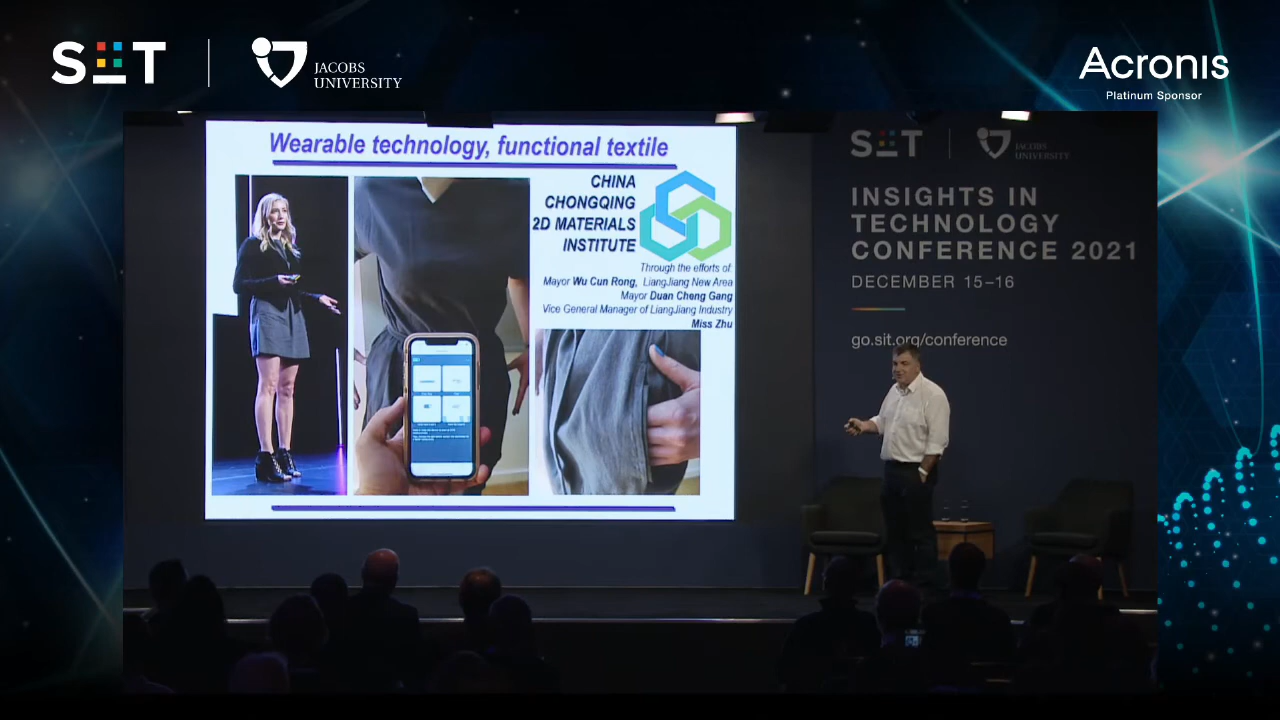 SIT
JACOBS
UNIVERSITY
Acronis
Platinum Sponsor
Wearable technology, functional textile
CHINA
CHONGQING
2D MATERIALS
INSTITUTE
Through the efforts of:
Mayor Wu Cun Rong, LiangJiang New Area
Mayor Duan Cheng Gang
Vice General Manager of LiangJiang Industry
Miss Zhu
SIT
JACOBS
UNIVERSITY
INSIGHTS IN
TECHNOLOGY
CONFERENCE 2021
DECEMBER 15–16
go.sit.org/conference